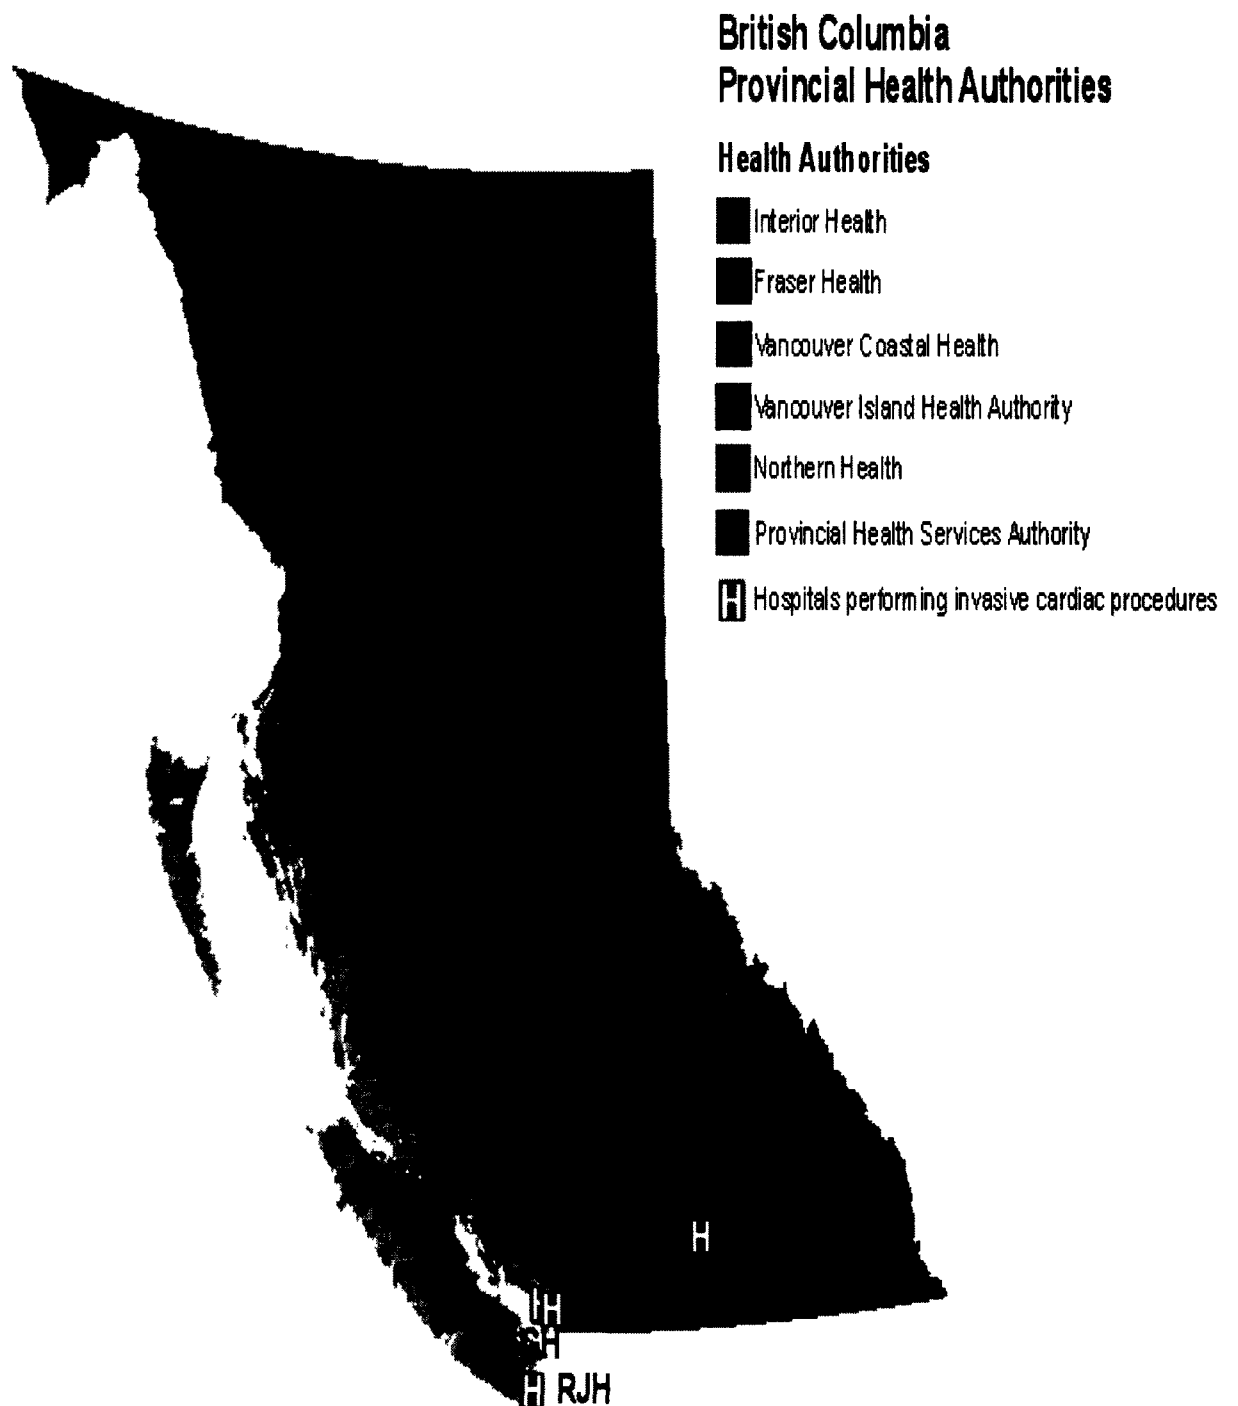 British Columbia
Provincial Health Authorities
Health Authorities
Interior Health
Fraser Health
Vancouver Coastal Health
Vancouver Island Health Authority
Northern Health
Provincial Health Services Authority
H Hospitals performing invasive cardiac procedures
H
H
H
H RJH